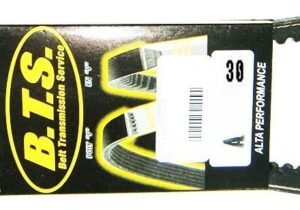 B.T.S.
Belt Transmission Service
30
A
ALTA PERFORMANCE